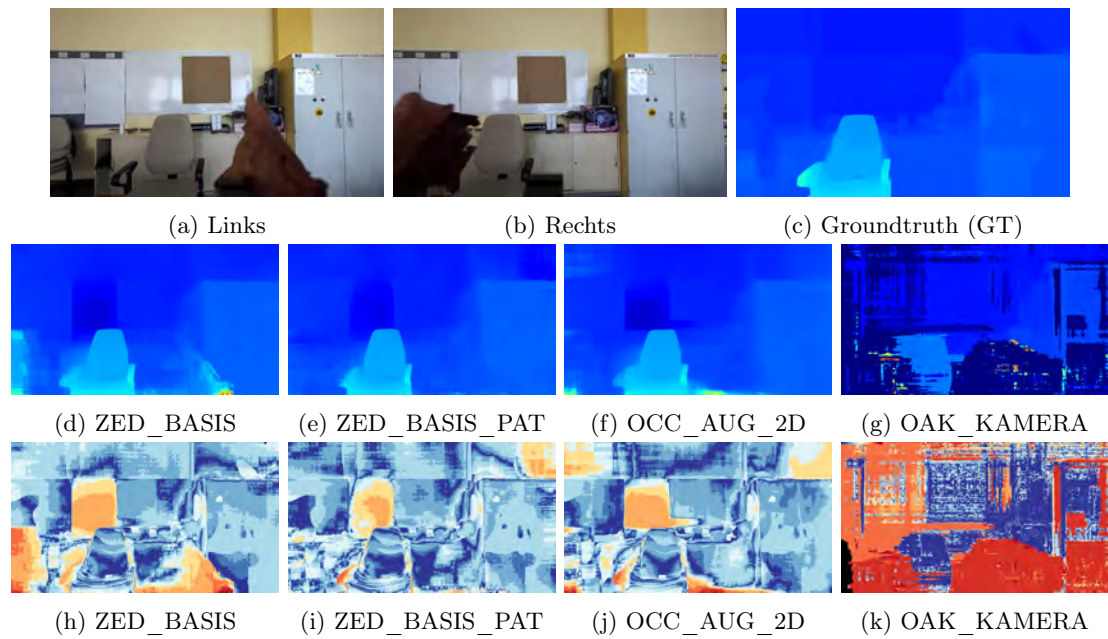 (a) Links
(b) Rechts
(c) Groundtruth (GT)
(d) ZED_BASIS
(e) ZED_BASIS_PAT
(f) OCC_AUG_2D
(g) OAK_KAMERA
(h) ZED_BASIS
(i) ZED_BASIS_PAT
(j) OCC_AUG_2D
(k) OAK_KAMERA